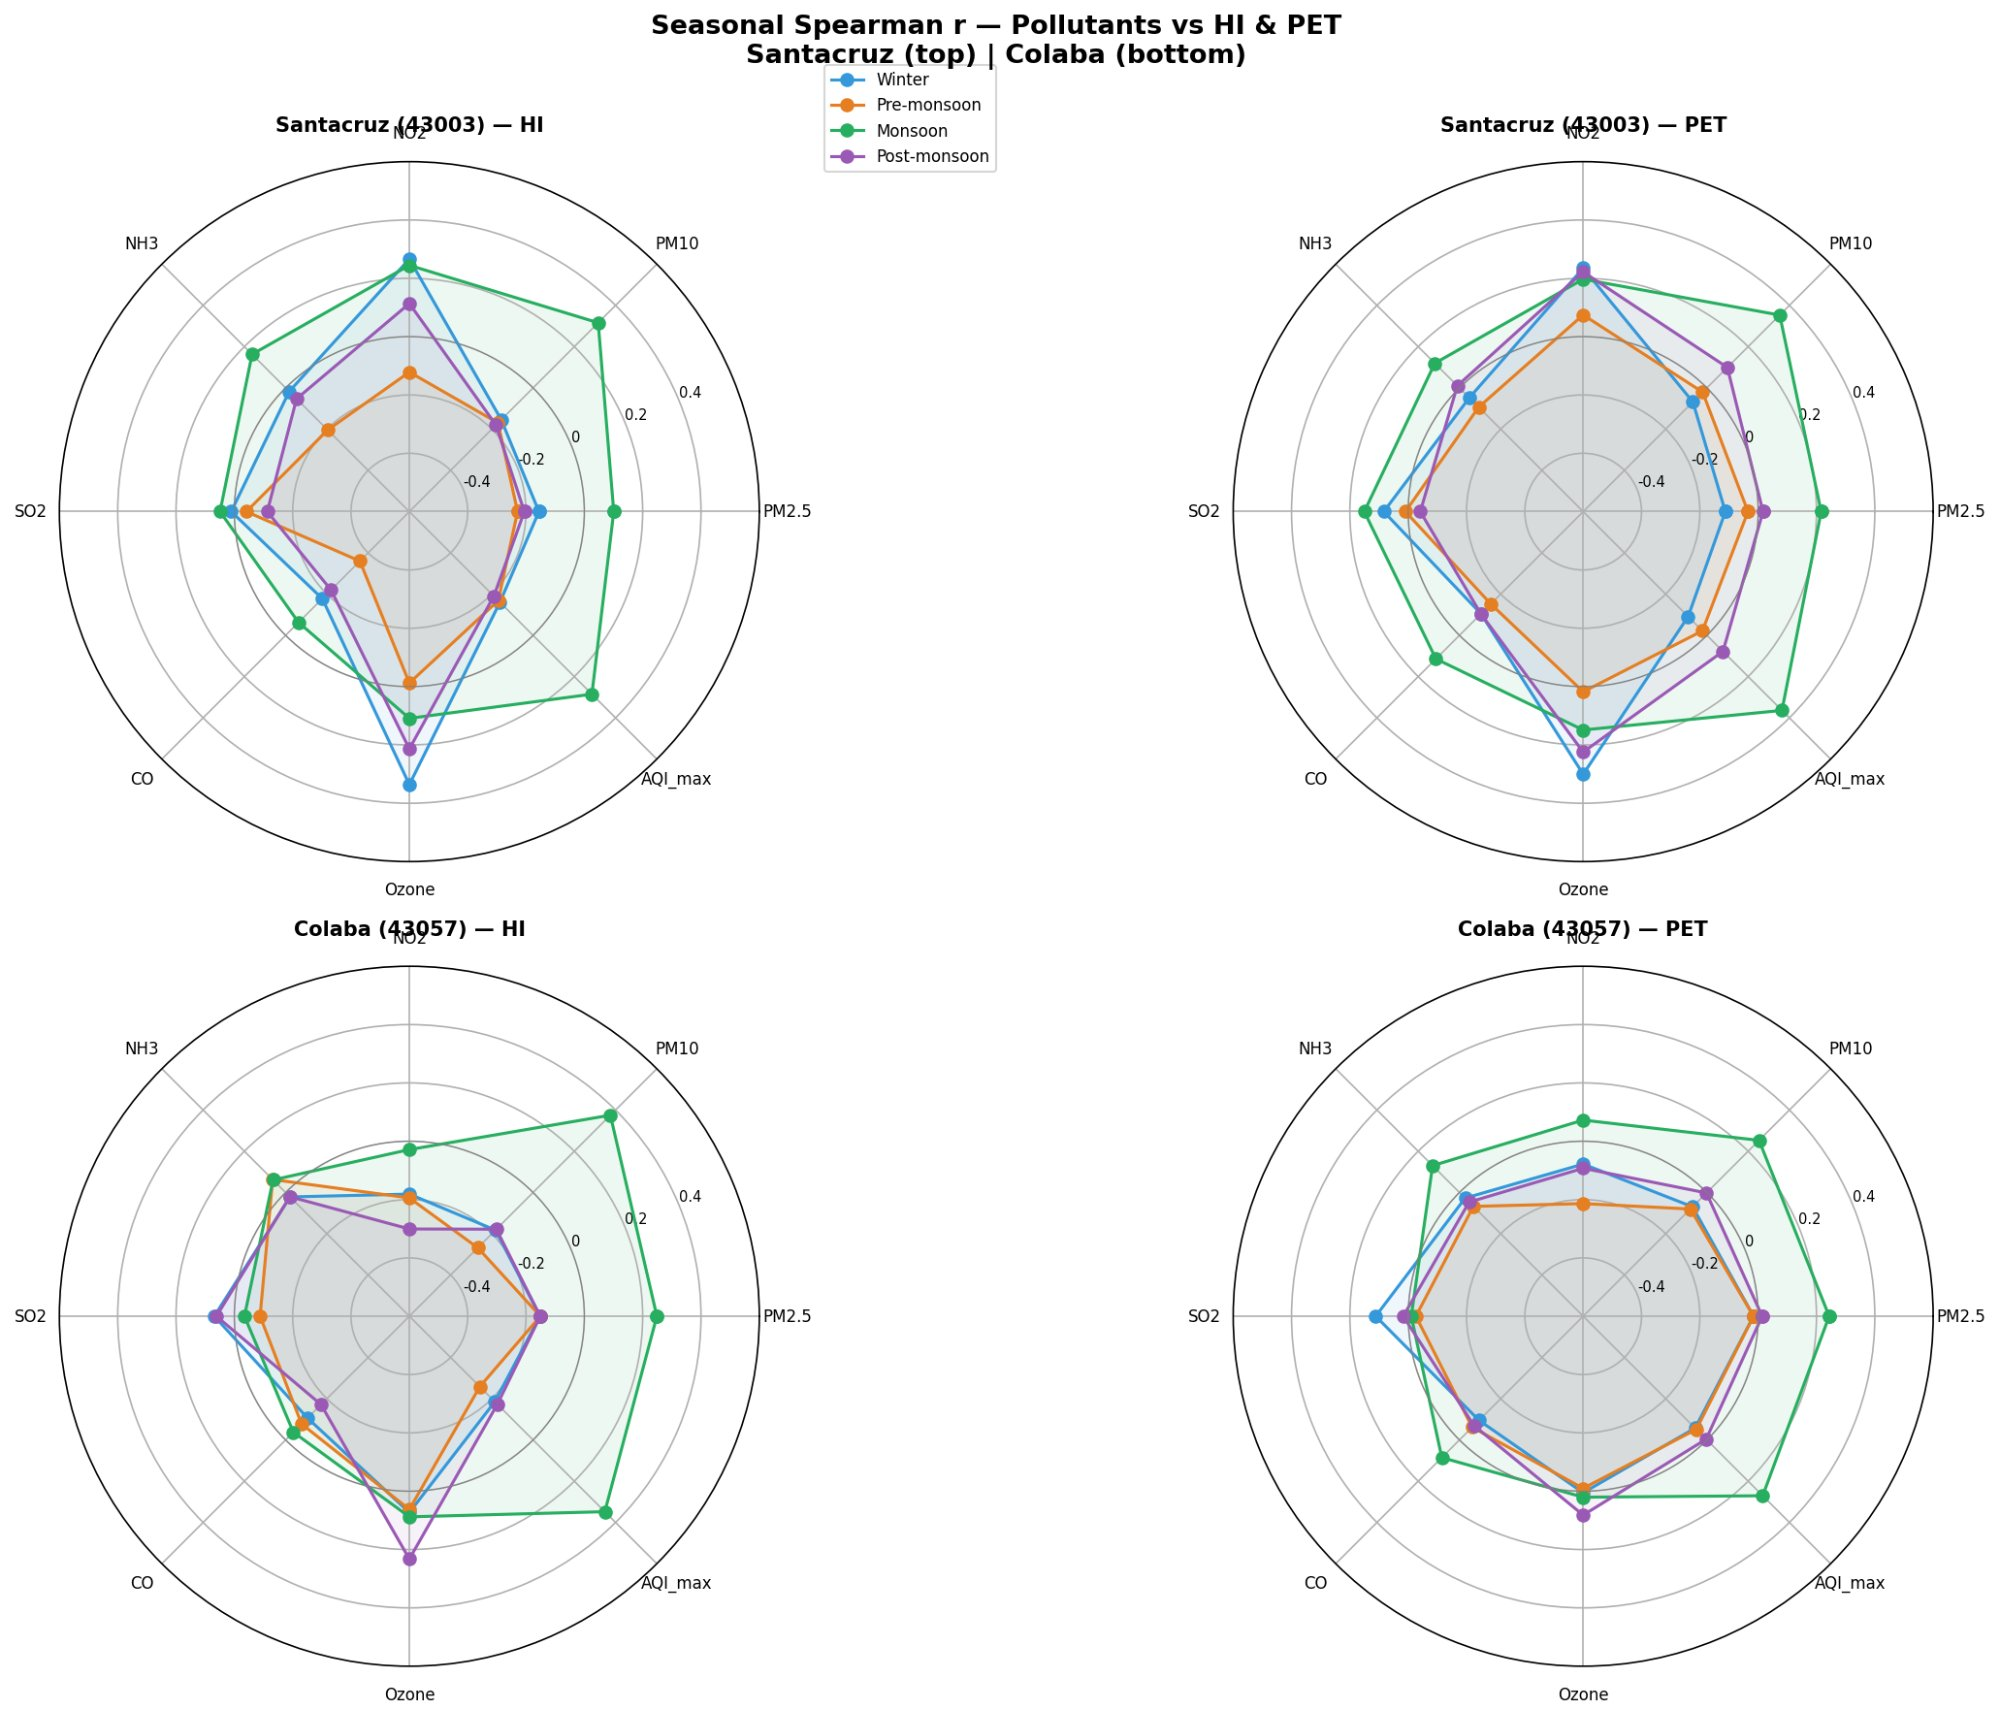 Seasonal Spearman r — Pollutants vs HI & PET
Santacruz (top) | Colaba (bottom)
Winter
Pre-monsoon
Monsoon
Post-monsoon
Santacruz (43003) — HI
NO2
NH3
PM10
0.4
0.2
0
-0.2
-0.4
SO2
PM2.5
CO
AQI_max
Ozone
Santacruz (43003) — PET
NO2
NH3
PM10
0.4
0.2
0
-0.2
-0.4
SO2
PM2.5
CO
AQI_max
Ozone
Colaba (43057) — HI
NO2
NH3
PM10
0.4
0.2
0
-0.2
-0.4
SO2
PM2.5
CO
AQI_max
Ozone
Colaba (43057) — PET
NO2
NH3
PM10
0.4
0.2
0
-0.2
-0.4
SO2
PM2.5
CO
AQI_max
Ozone